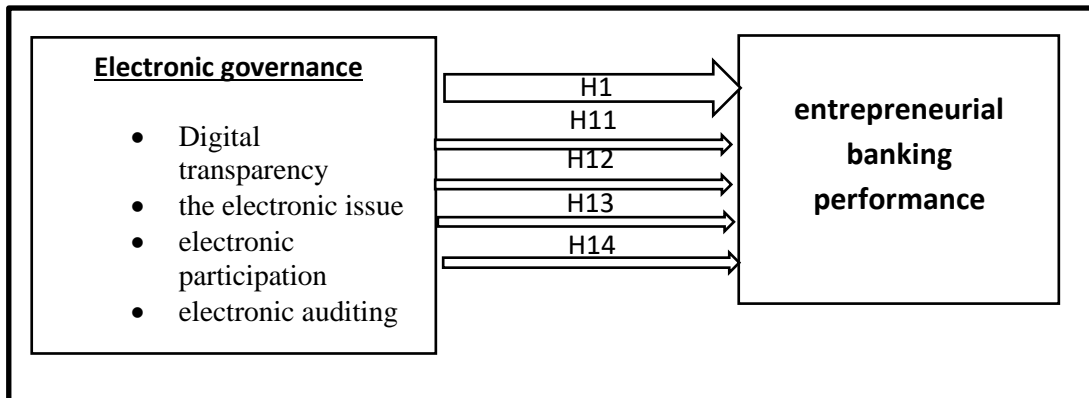 Electronic governance
• Digital
transparency
• the electronic issue
• electronic
participation
• electronic auditing
H1
H11
H12
H13
H14
entrepreneurial
banking
performance